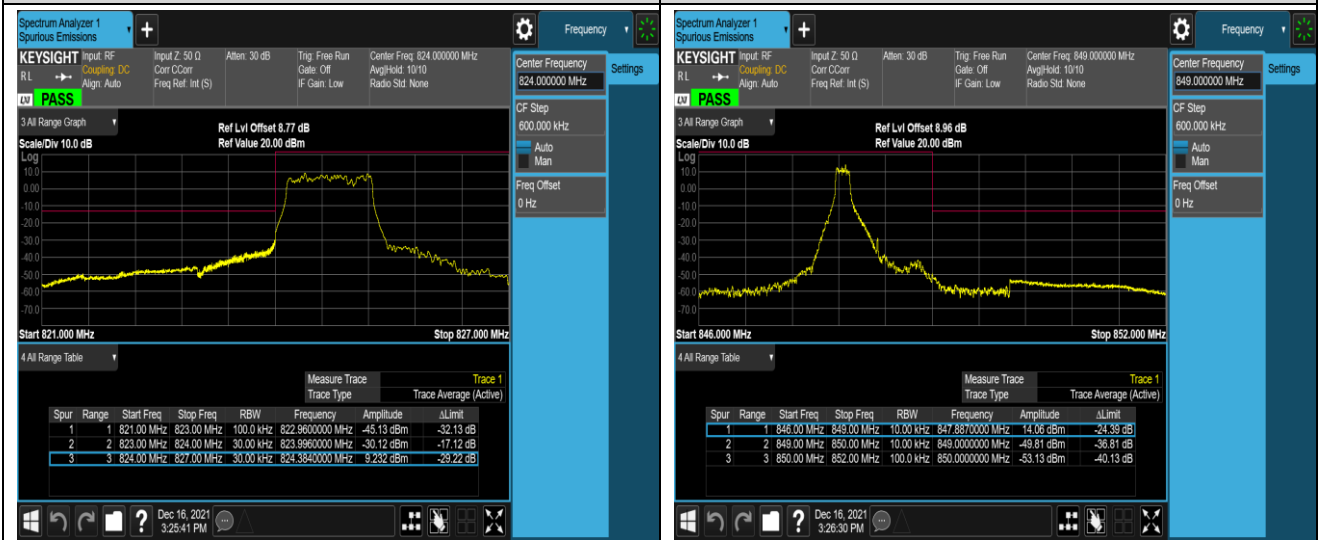 Spectrum Analyzer 1
Spurious Emissions
Frequency
KEYSIGHT Input: RF Input Z: 50 Ω Atten: 30 dB Trig: Free Run Center Freq: 824.000000 MHz
RL Coupling: DC Corr CCorr Gate: Off Avg|Hold: 10/10
Align: Auto Freq Ref: Int (S) IF Gain: Low Radio Std: None
LXI PASS
Center Frequency
824.000000 MHz
Settings
CF Step
600.000 kHz
Auto
Man
Freq Offset
0 Hz
3 All Range Graph
Ref Lvl Offset 8.77 dB
Scale/Div 10.0 dB Ref Value 20.00 dBm
Log
10.0
0.00
-10.0
-20.0
-30.0
-40.0
-50.0
-60.0
-70.0
Start 821.000 MHz Stop 827.000 MHz
4 All Range Table
Measure Trace Trace 1
Trace Type Trace Average (Active)
Spur Range Start Freq Stop Freq RBW Frequency Amplitude ΔLimit
1 1 821.00 MHz 823.00 MHz 100.0 kHz 822.9600000 MHz -45.13 dBm -32.13 dB
2 2 823.00 MHz 824.00 MHz 30.00 kHz 823.9960000 MHz -30.12 dBm -17.12 dB
3 3 824.00 MHz 827.00 MHz 30.00 kHz 824.3840000 MHz 9.232 dBm -29.22 dB
Dec 16, 2021
3:25:41 PM
Spectrum Analyzer 1
Spurious Emissions
Frequency
KEYSIGHT Input: RF Input Z: 50 Ω Atten: 30 dB Trig: Free Run Center Freq: 849.000000 MHz
RL Coupling: DC Corr CCorr Gate: Off Avg|Hold: 10/10
Align: Auto Freq Ref: Int (S) IF Gain: Low Radio Std: None
LXI PASS
Center Frequency
849.000000 MHz
Settings
CF Step
600.000 kHz
Auto
Man
Freq Offset
0 Hz
3 All Range Graph
Ref Lvl Offset 8.96 dB
Scale/Div 10.0 dB Ref Value 20.00 dBm
Log
10.0
0.00
-10.0
-20.0
-30.0
-40.0
-50.0
-60.0
-70.0
Start 846.000 MHz Stop 852.000 MHz
4 All Range Table
Measure Trace Trace 1
Trace Type Trace Average (Active)
Spur Range Start Freq Stop Freq RBW Frequency Amplitude ΔLimit
1 1 846.00 MHz 849.00 MHz 10.00 kHz 847.8870000 MHz 14.06 dBm -24.39 dB
2 2 849.00 MHz 850.00 MHz 10.00 kHz 849.0000000 MHz -49.81 dBm -36.81 dB
3 3 850.00 MHz 852.00 MHz 100.0 kHz 850.0000000 MHz -53.13 dBm -40.13 dB
Dec 16, 2021
3:26:30 PM